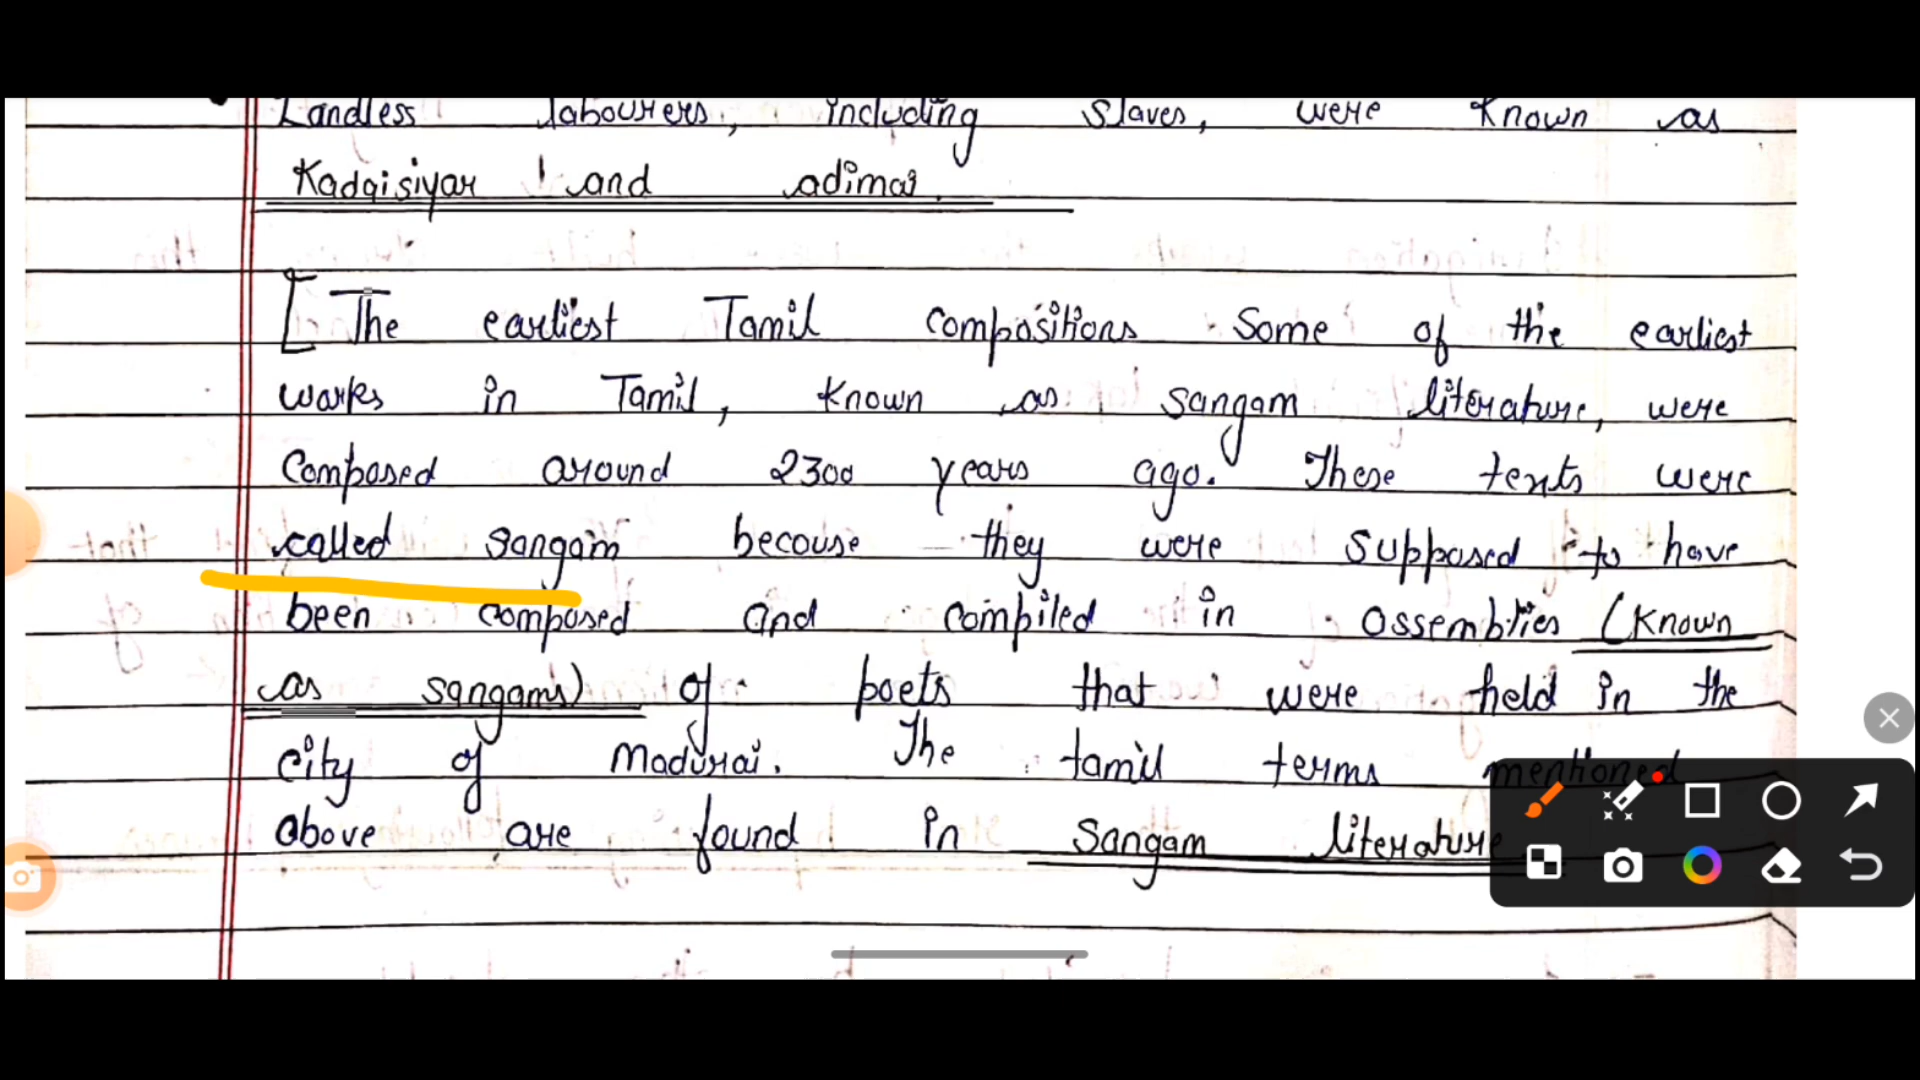 Landless labourers, including slaves, were known as
Kadaisiyar and adimai.
[The earliest Tamil compositions Some of the earliest
works in Tamil, known as sangam literature, were
Composed around 2300 years ago. These texts were
called sangam because they were supposed to have
been composed and compiled in assemblies (known
as sangams) of poets that were held in the
city of Madurai. The tamil terms mentioned
above are found in Sangam literature